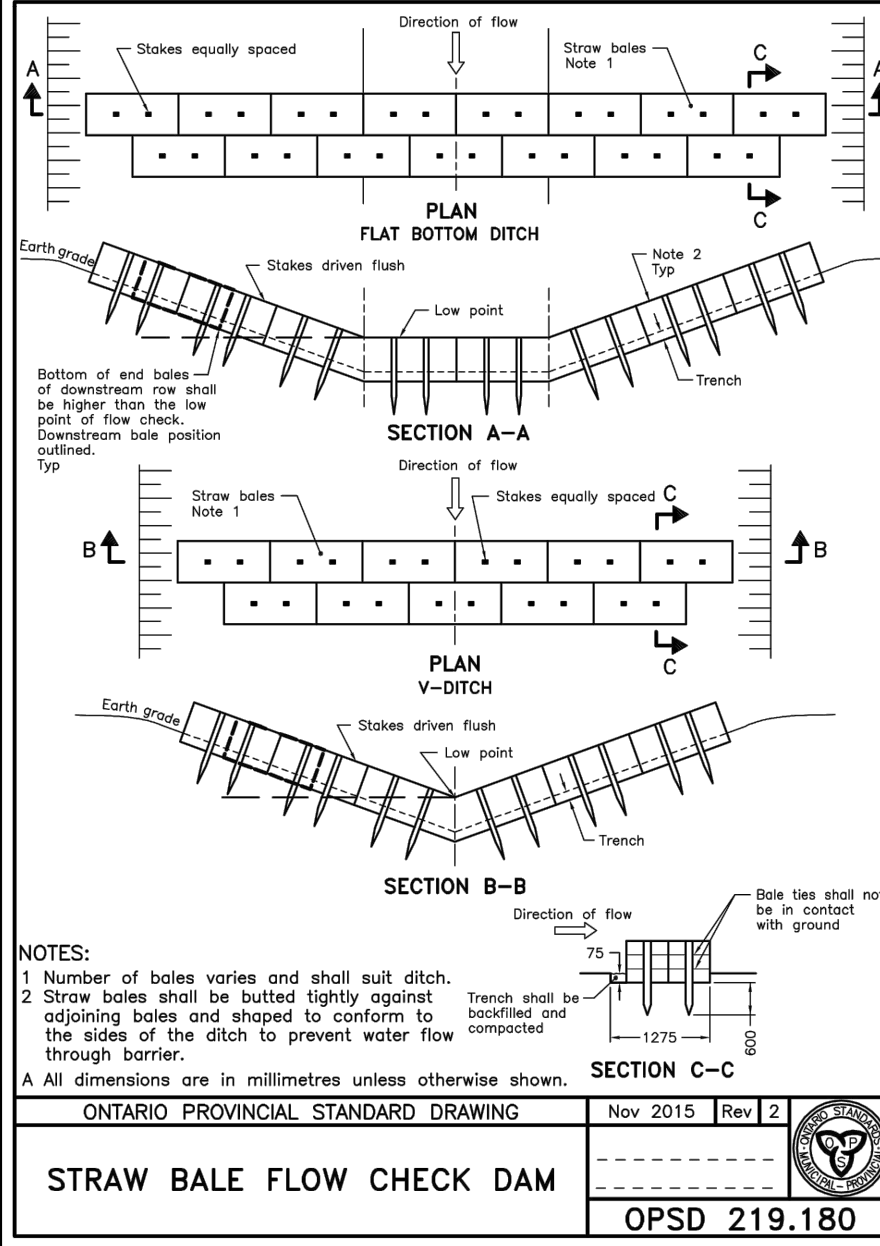 Direction of flow
Stakes equally spaced
Straw bales
Note 1
C
A
A
C
PLAN
FLAT BOTTOM DITCH
Earth grade
Stakes driven flush
Note 2
Typ
Low point
Trench
Bottom of end bales
of downstream row shall
be higher than the low
point of flow check.
Downstream bale position
outlined.
Typ
SECTION A-A
Direction of flow
Straw bales
Note 1
Stakes equally spaced
C
B
B
C
PLAN
V-DITCH
Earth grade
Stakes driven flush
Low point
Trench
SECTION B-B
Direction of flow
Bale ties shall no
be in contact
with ground
75
Trench shall be
backfilled and
compacted
1275
600
SECTION C-C
NOTES:
1 Number of bales varies and shall suit ditch.
2 Straw bales shall be butted tightly against
adjoining bales and shaped to conform to
the sides of the ditch to prevent water flow
through barrier.
A All dimensions are in millimetres unless otherwise shown.
ONTARIO PROVINCIAL STANDARD DRAWING
Nov 2015 Rev 2
STRAW BALE FLOW CHECK DAM
OPSD 219.180
ONTARIO STANDARDS
MUNICIPAL - PROVINCIAL
O P S